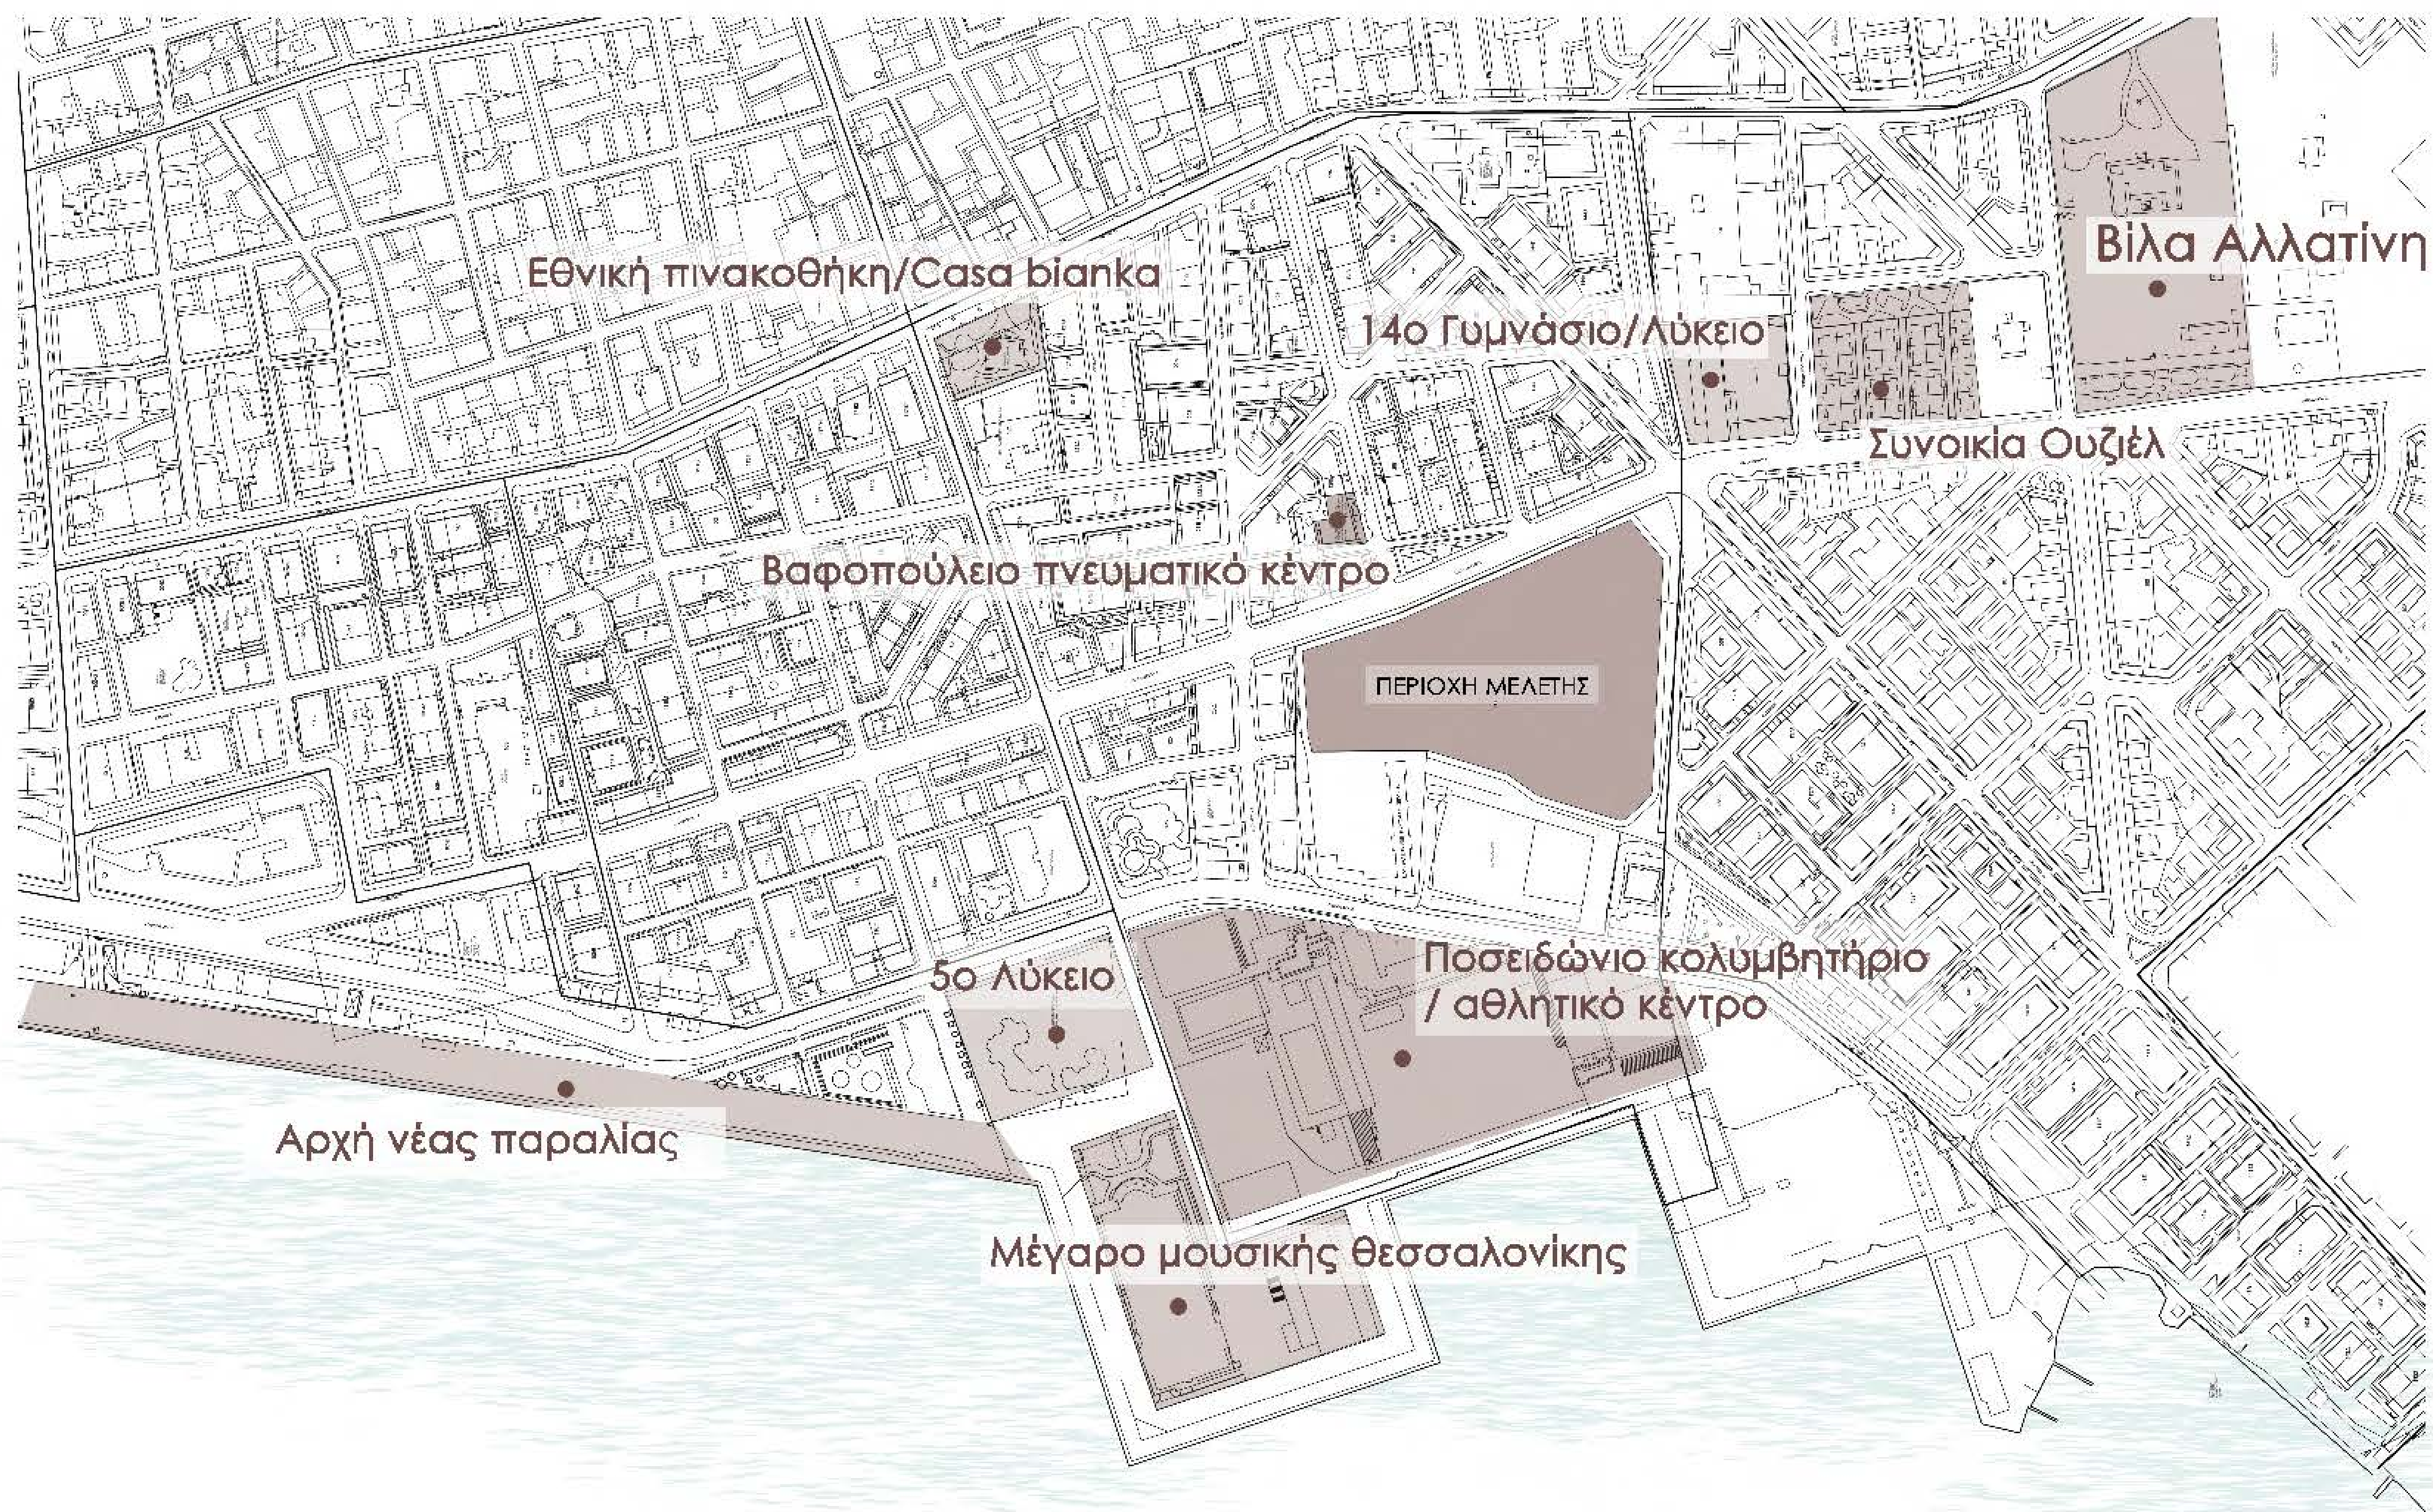 Βίλα Αλλατίνη
Εθνική πινακοθήκη/Casa bianka
14ο Γυμνάσιο/Λύκειο
Συνοικία Ουζιέλ
Βαφοπούλειο πνευματικό κέντρο
ΠΕΡΙΟΧΗ ΜΕΛΕΤΗΣ
5ο Λύκειο
Ποσειδώνιο κολυμβητήριο
/ αθλητικό κέντρο
Αρχή νέας παραλίας
Μέγαρο μουσικής θεσσαλονίκης